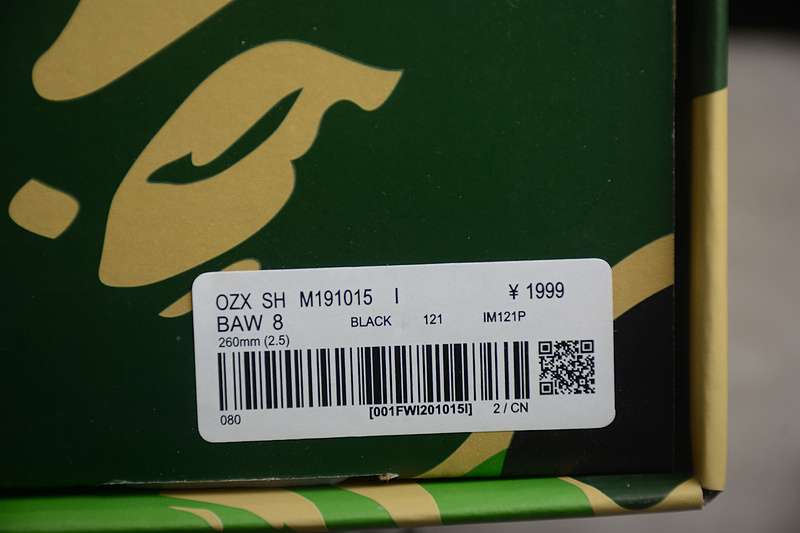 OZX SH M191015 I ¥ 1999
BAW 8 BLACK 121 IM121P
260mm (2.5)
080 [001FWI201015I] 2 / CN